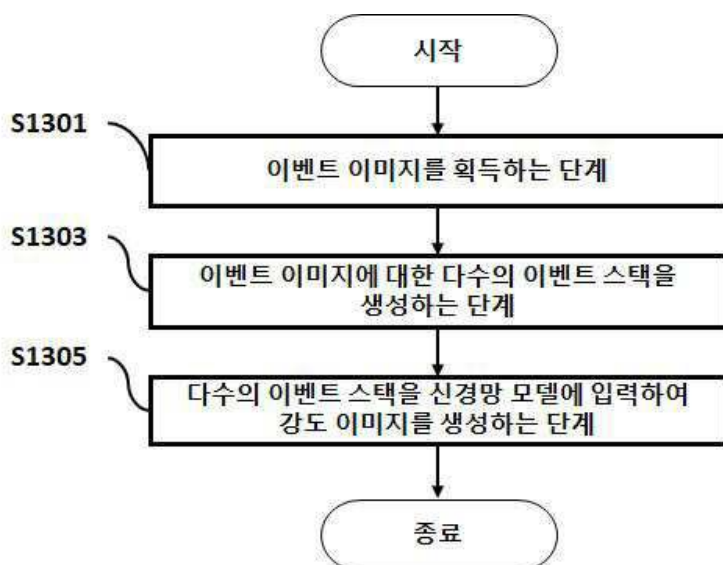 시작
S1301
이벤트 이미지를 획득하는 단계
S1303
이벤트 이미지에 대한 다수의 이벤트 스택을
생성하는 단계
S1305
다수의 이벤트 스택을 신경망 모델에 입력하여
강도 이미지를 생성하는 단계
종료